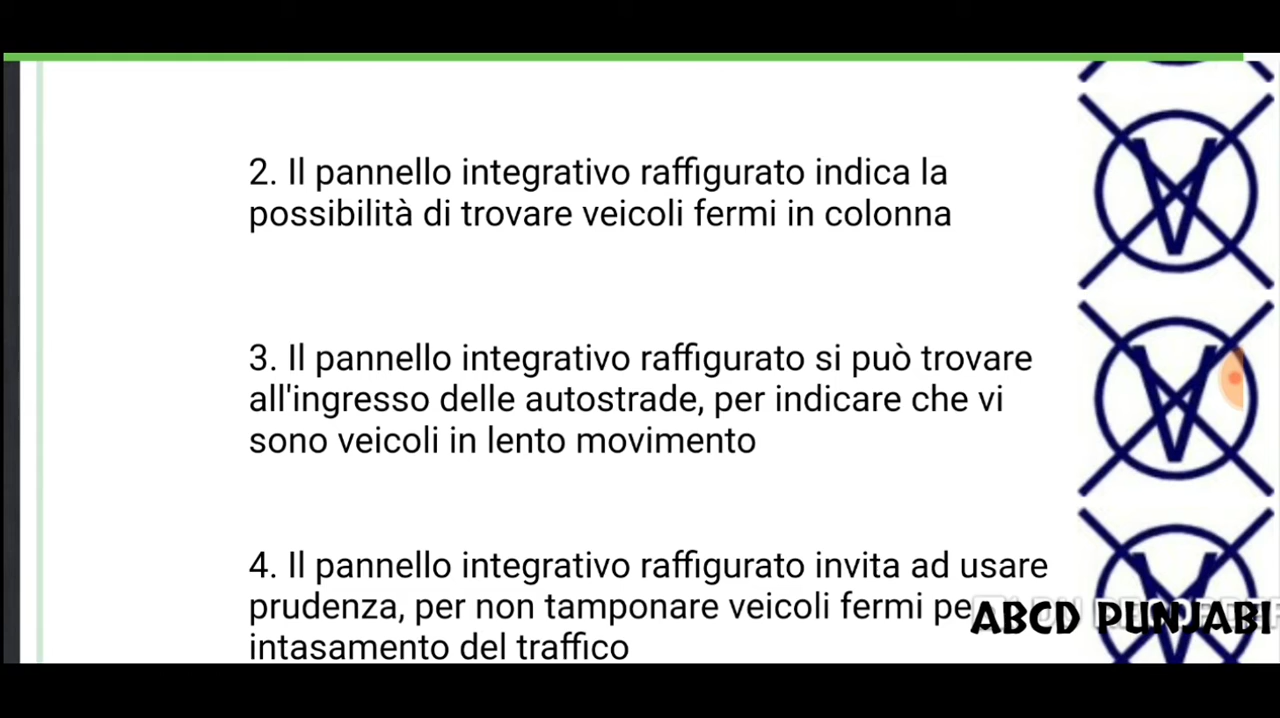 2. Il pannello integrativo raffigurato indica la
possibilità di trovare veicoli fermi in colonna
3. Il pannello integrativo raffigurato si può trovare
all'ingresso delle autostrade, per indicare che vi
sono veicoli in lento movimento
4. Il pannello integrativo raffigurato invita ad usare
prudenza, per non tamponare veicoli fermi pe
intasamento del traffico
ABCD PUNJABI